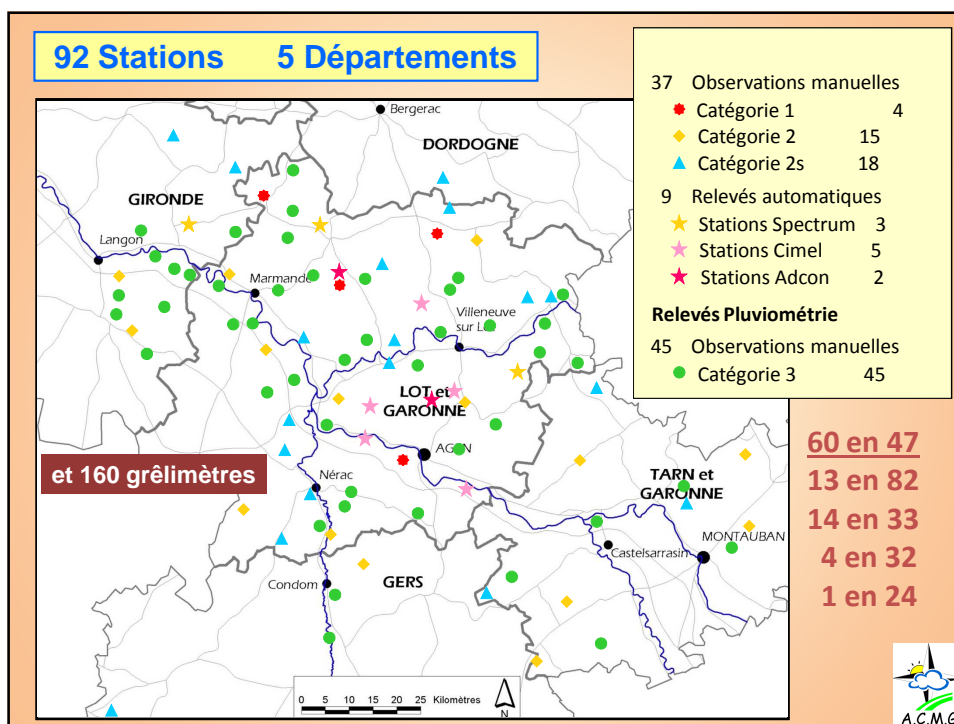 92 Stations 5 Départements
37 Observations manuelles
Catégorie 1 4
Catégorie 2 15
Catégorie 2s 18
9 Relevés automatiques
Stations Spectrum 3
Stations Cimel 5
Stations Adcon 2
Relevés Pluviométrie
45 Observations manuelles
Catégorie 3 45
Bergerac
DORDOGNE
GIRONDE
Langon
Marmande
Villeneuve
sur Lot
LOT et
GARONNE
AGEN
et 160 grêlimètres
Nérac
TARN et
GARONNE
MONTAUBAN
Castelsarrasin
Condom
GERS
60 en 47
13 en 82
14 en 33
4 en 32
1 en 24
0 5 10 15 20 25 Kilomètres
N
A.C.M.G